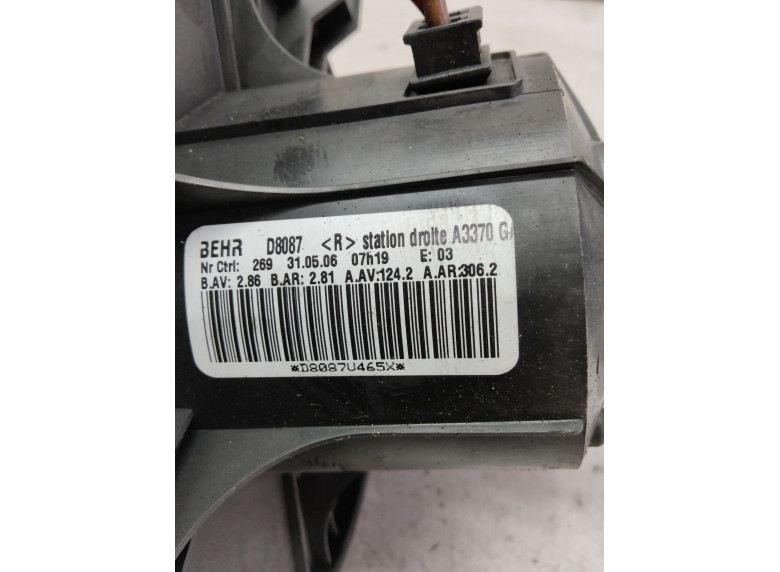 BEHR D8087 <R> station droite A3370
Nr Ctrl: 269 31.05.06 07h19 E: 03
B.AV: 2.86 B.AR: 2.81 A.AV:124.2 A.AR:306.2
*D8087U465X*